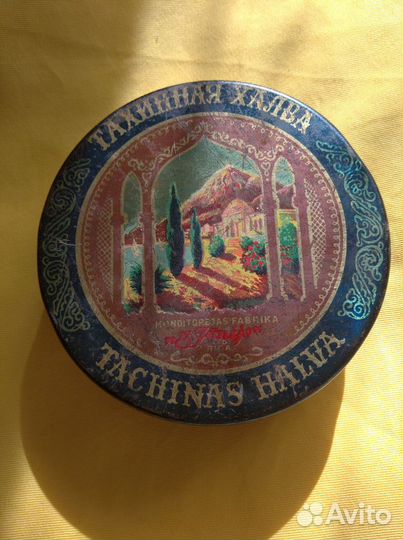 ТАХИННАЯ ХАЛВА
KONDITOREJAS FABRIKA
TACHINAS HALVA
Avito